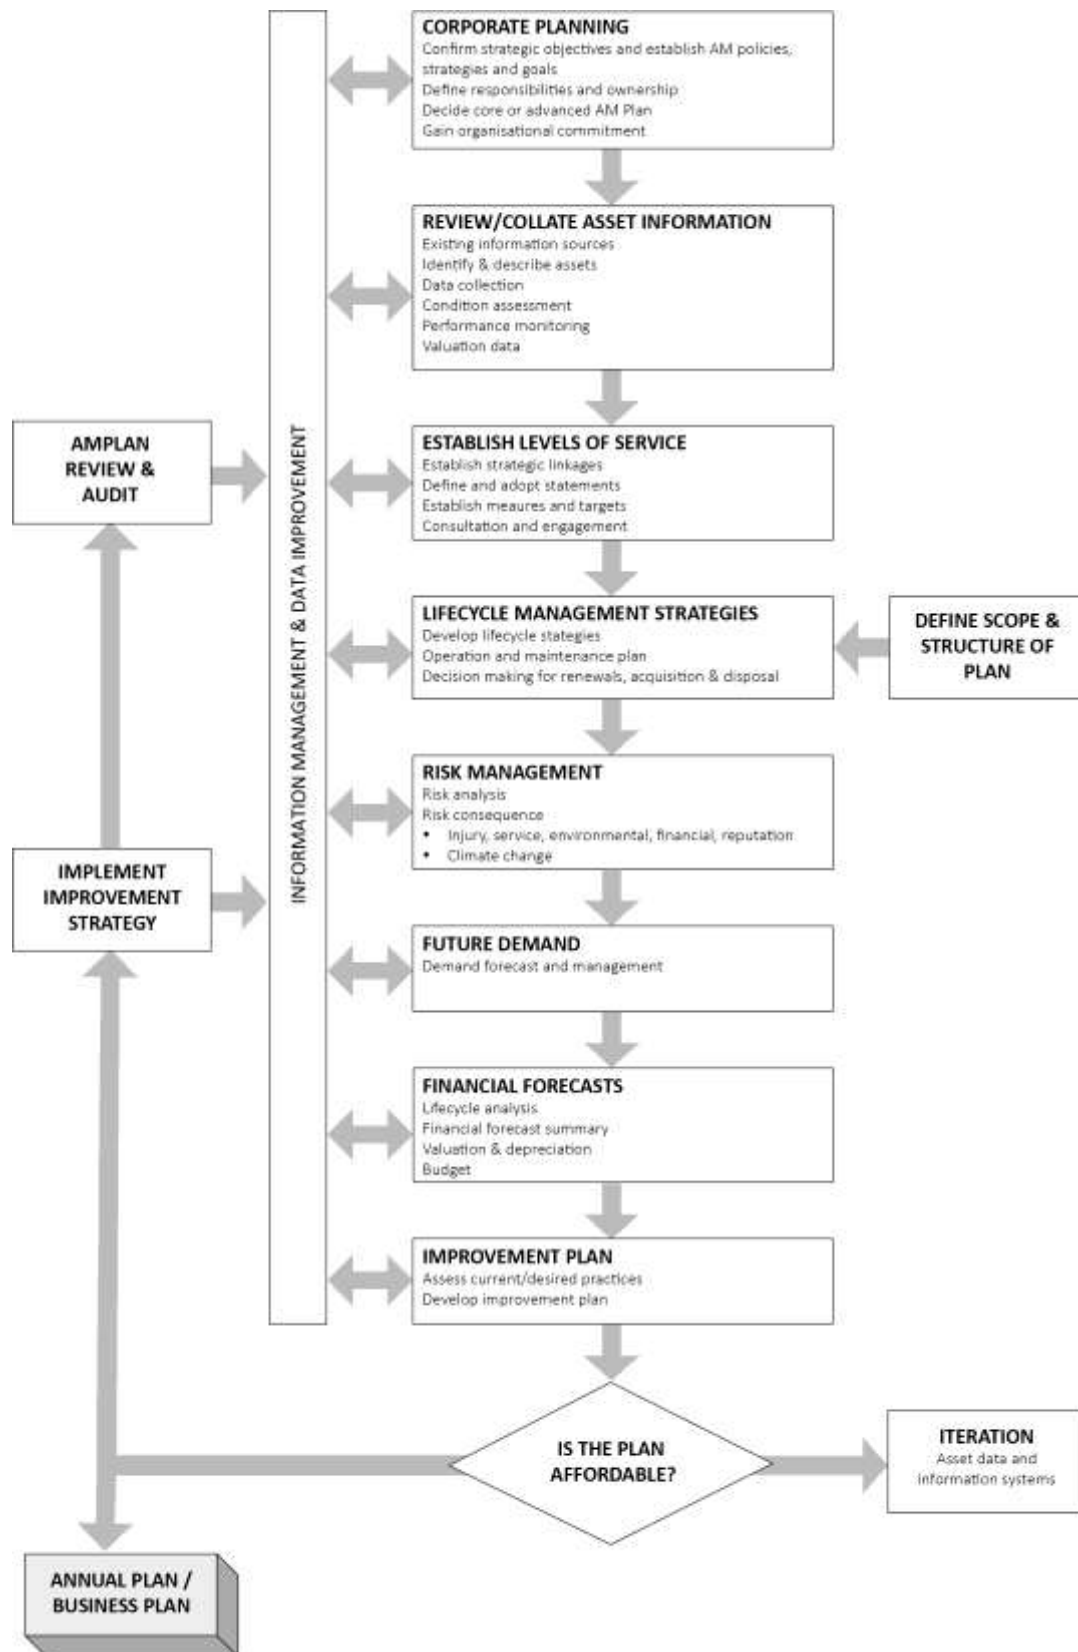 CORPORATE PLANNING
Confirm strategic objectives and establish AM policies,
strategies and goals
Define responsibilities and ownership
Decide core or advanced AM Plan
Gain organisational commitment
REVIEW/COLLATE ASSET INFORMATION
Existing information sources
Identify & describe assets
Data collection
Condition assessment
Performance monitoring
Valuation data
AMPLAN
REVIEW &
AUDIT
INFORMATION MANAGEMENT & DATA IMPROVEMENT
ESTABLISH LEVELS OF SERVICE
Establish strategic linkages
Define and adopt statements
Establish meaures and targets
Consultation and engagement
LIFECYCLE MANAGEMENT STRATEGIES
Develop lifecycle stategies
Operation and maintenance plan
Decision making for renewals, acquisition & disposal
DEFINE SCOPE &
STRUCTURE OF
PLAN
RISK MANAGEMENT
Risk analysis
Risk consequence
• Injury, service, environmental, financial, reputation
• Climate change
IMPLEMENT
IMPROVEMENT
STRATEGY
FUTURE DEMAND
Demand forecast and management
FINANCIAL FORECASTS
Lifecycle analysis
Financial forecast summary
Valuation & depreciation
Budget
IMPROVEMENT PLAN
Assess current/desired practices
Develop improvement plan
IS THE PLAN
AFFORDABLE?
ITERATION
Asset data and
information systems
ANNUAL PLAN /
BUSINESS PLAN